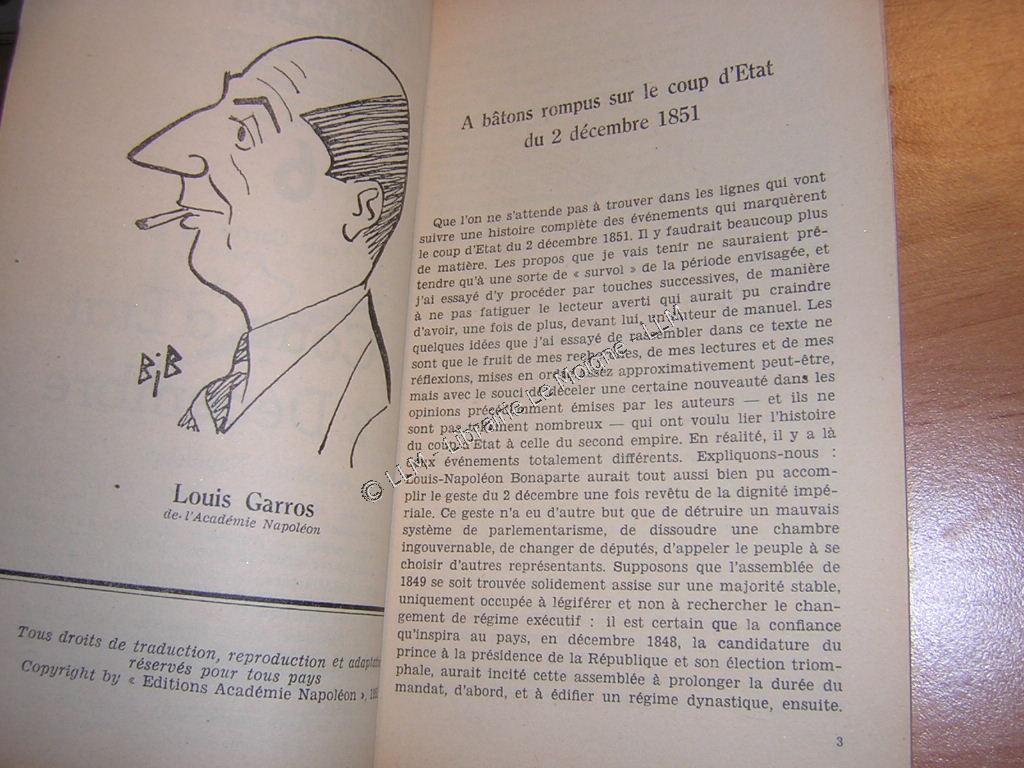 BjB
Louis Garros
de l'Académie Napoléon
Tous droits de traduction, reproduction et
réservés pour tous pays
Copyright by « Editions Académie Napoléon »,
A bâtons rompus sur le coup d'Etat
du 2 décembre 1851
Que l'on ne s'attende pas à trouver dans les lignes qui vont
suivre une histoire complète des événements qui marquèrent
le coup d'Etat du 2 décembre 1851. Il y faudrait beaucoup plus
de matière. Les propos que je vais tenir ne sauraient pré-
tendre qu'à une sorte de « survol » de la période envisagée, et
j'ai essayé d'y procéder par touches successives, de manière
à ne pas fatiguer le lecteur averti qui aurait pu craindre
d'avoir, une fois de plus, devant lui, un auteur de manuel. Les
quelques idées que j'ai essayé de rassembler dans ce texte ne
sont que le fruit de mes recherches, de mes lectures et de mes
réflexions, mises en ordre assez approximativement peut-être,
mais avec le souci de déceler une certaine nouveauté dans les
opinions précédemment émises par les auteurs — et ils ne
sont pas tellement nombreux — qui ont voulu lier l'histoire
du coup d'Etat à celle du second empire. En réalité, il y a là
deux événements totalement différents. Expliquons-nous :
Louis-Napoléon Bonaparte aurait tout aussi bien pu accom-
plir le geste du 2 décembre une fois revêtu de la dignité impé-
riale. Ce geste n'a eu d'autre but que de détruire un mauvais
système de parlementarisme, de dissoudre une chambre
ingouvernable, de changer de députés, d'appeler le peuple à se
choisir d'autres représentants. Supposons que l'assemblée de
1849 se soit trouvée solidement assise sur une majorité stable,
uniquement occupée à légiférer et non à rechercher le chan-
gement de régime exécutif : il est certain que la confiance
qu'inspira au pays, en décembre 1848, la candidature du
prince à la présidence de la République et son élection triom-
phale, aurait incité cette assemblée à prolonger la durée du
mandat, d'abord, et à édifier un régime dynastique, ensuite.
3
© LLM - Librairie Le Moigne - LLM